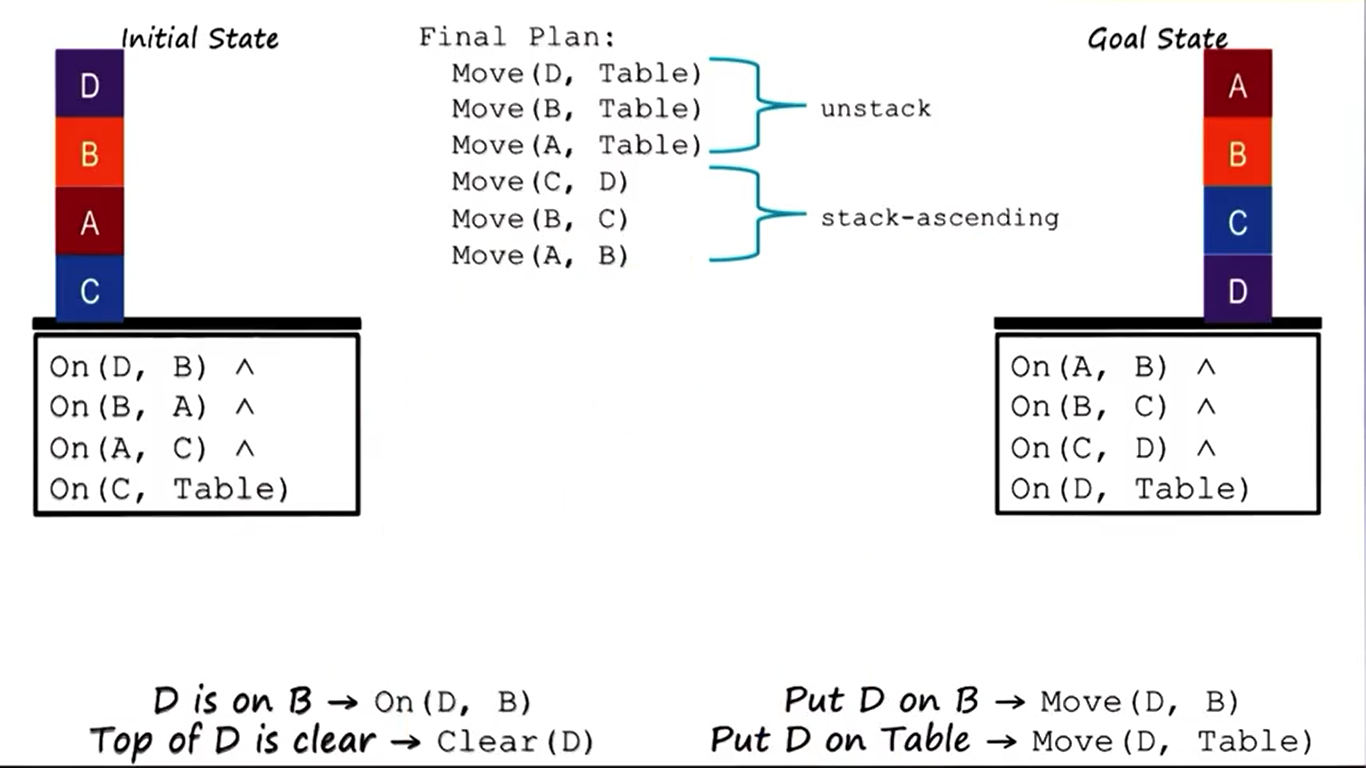 Initial State
D
B
A
C
On(D, B) ∧
On(B, A) ∧
On(A, C) ∧
On(C, Table)
Final Plan:
Move(D, Table)
Move(B, Table)
Move(A, Table)
Move(C, D)
Move(B, C)
Move(A, B)
unstack
stack-ascending
Goal State
A
B
C
D
On(A, B) ∧
On(B, C) ∧
On(C, D) ∧
On(D, Table)
D is on B → On(D, B)
Top of D is clear → Clear(D)
Put D on B → Move(D, B)
Put D on Table → Move(D, Table)